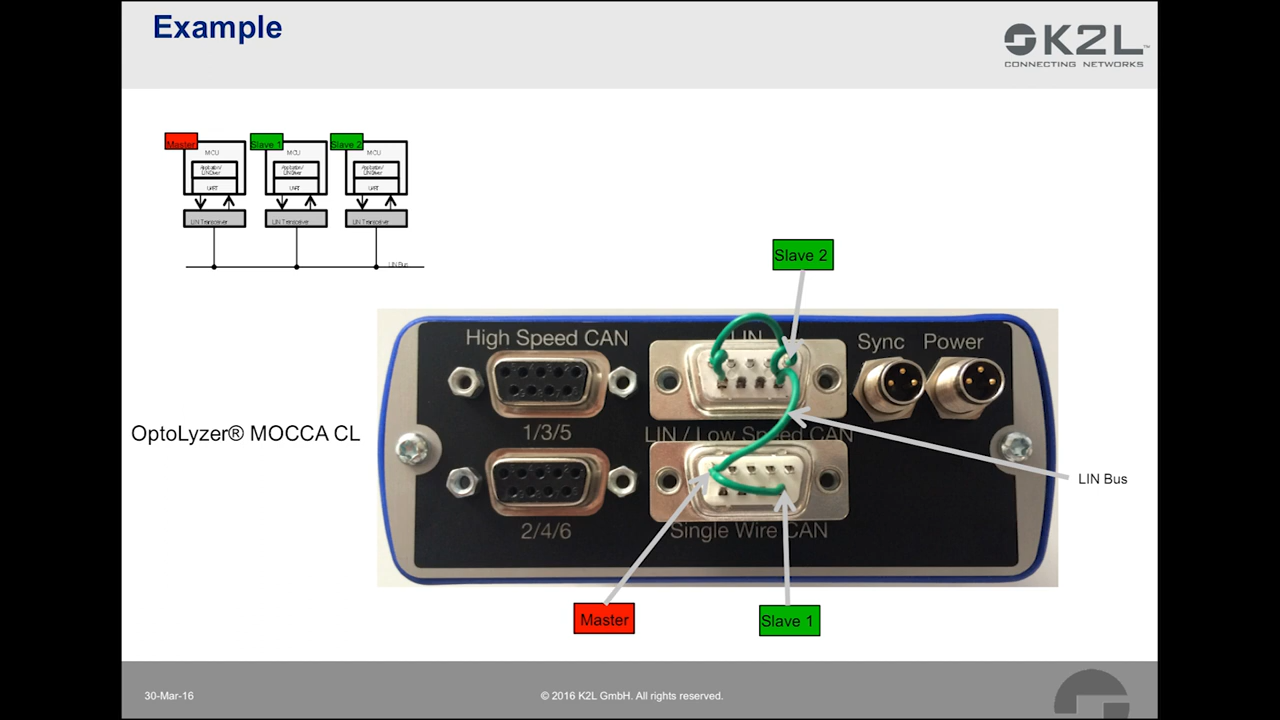 Example
K2L
CONNECTING NETWORKS
Master
Slave 1
Slave 2
MCU
MCU
MCU
UART
UART
UART
LIN Transceiver
LIN Transceiver
LIN Transceiver
LIN Bus
Slave 2
High Speed CAN
LIN
Sync
Power
1/3/5
LIN / Low Speed CAN
OptoLyzer® MOCCA CL
LIN Bus
2/4/6
Single Wire CAN
Master
Slave 1
30-Mar-16
© 2016 K2L GmbH. All rights reserved.